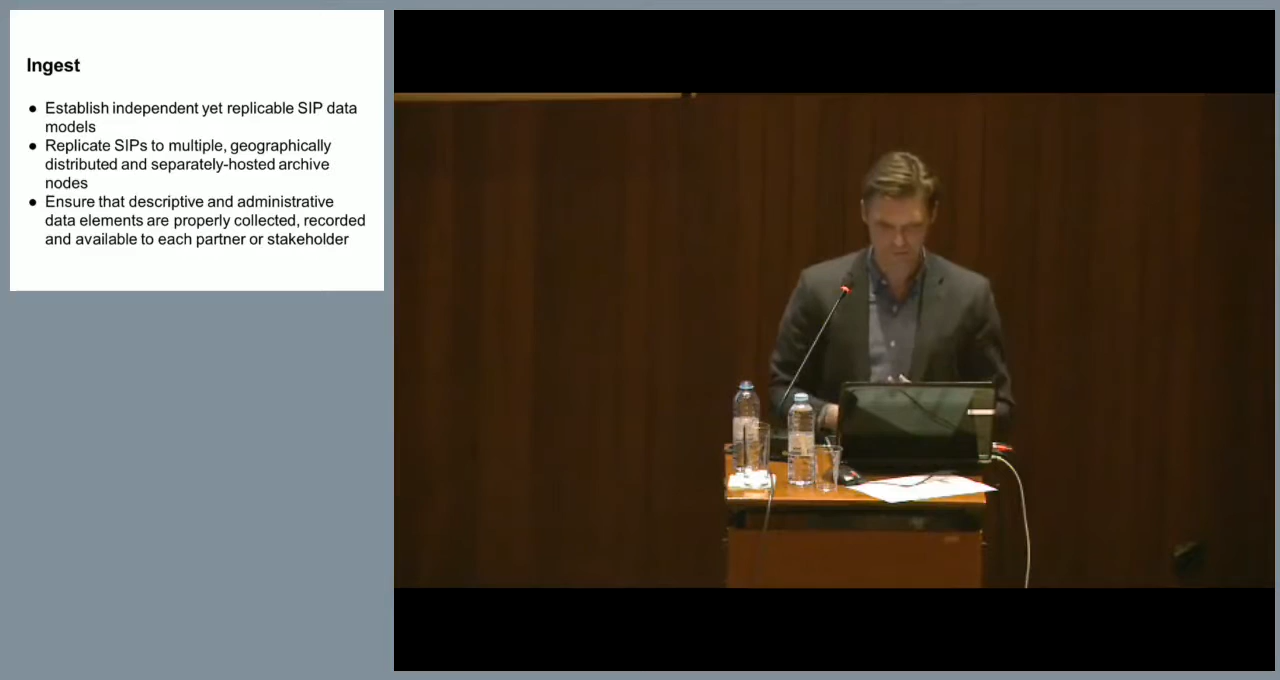 Ingest
● Establish independent yet replicable SIP data
models
● Replicate SIPs to multiple, geographically
distributed and separately-hosted archive
nodes
● Ensure that descriptive and administrative
data elements are properly collected, recorded
and available to each partner or stakeholder